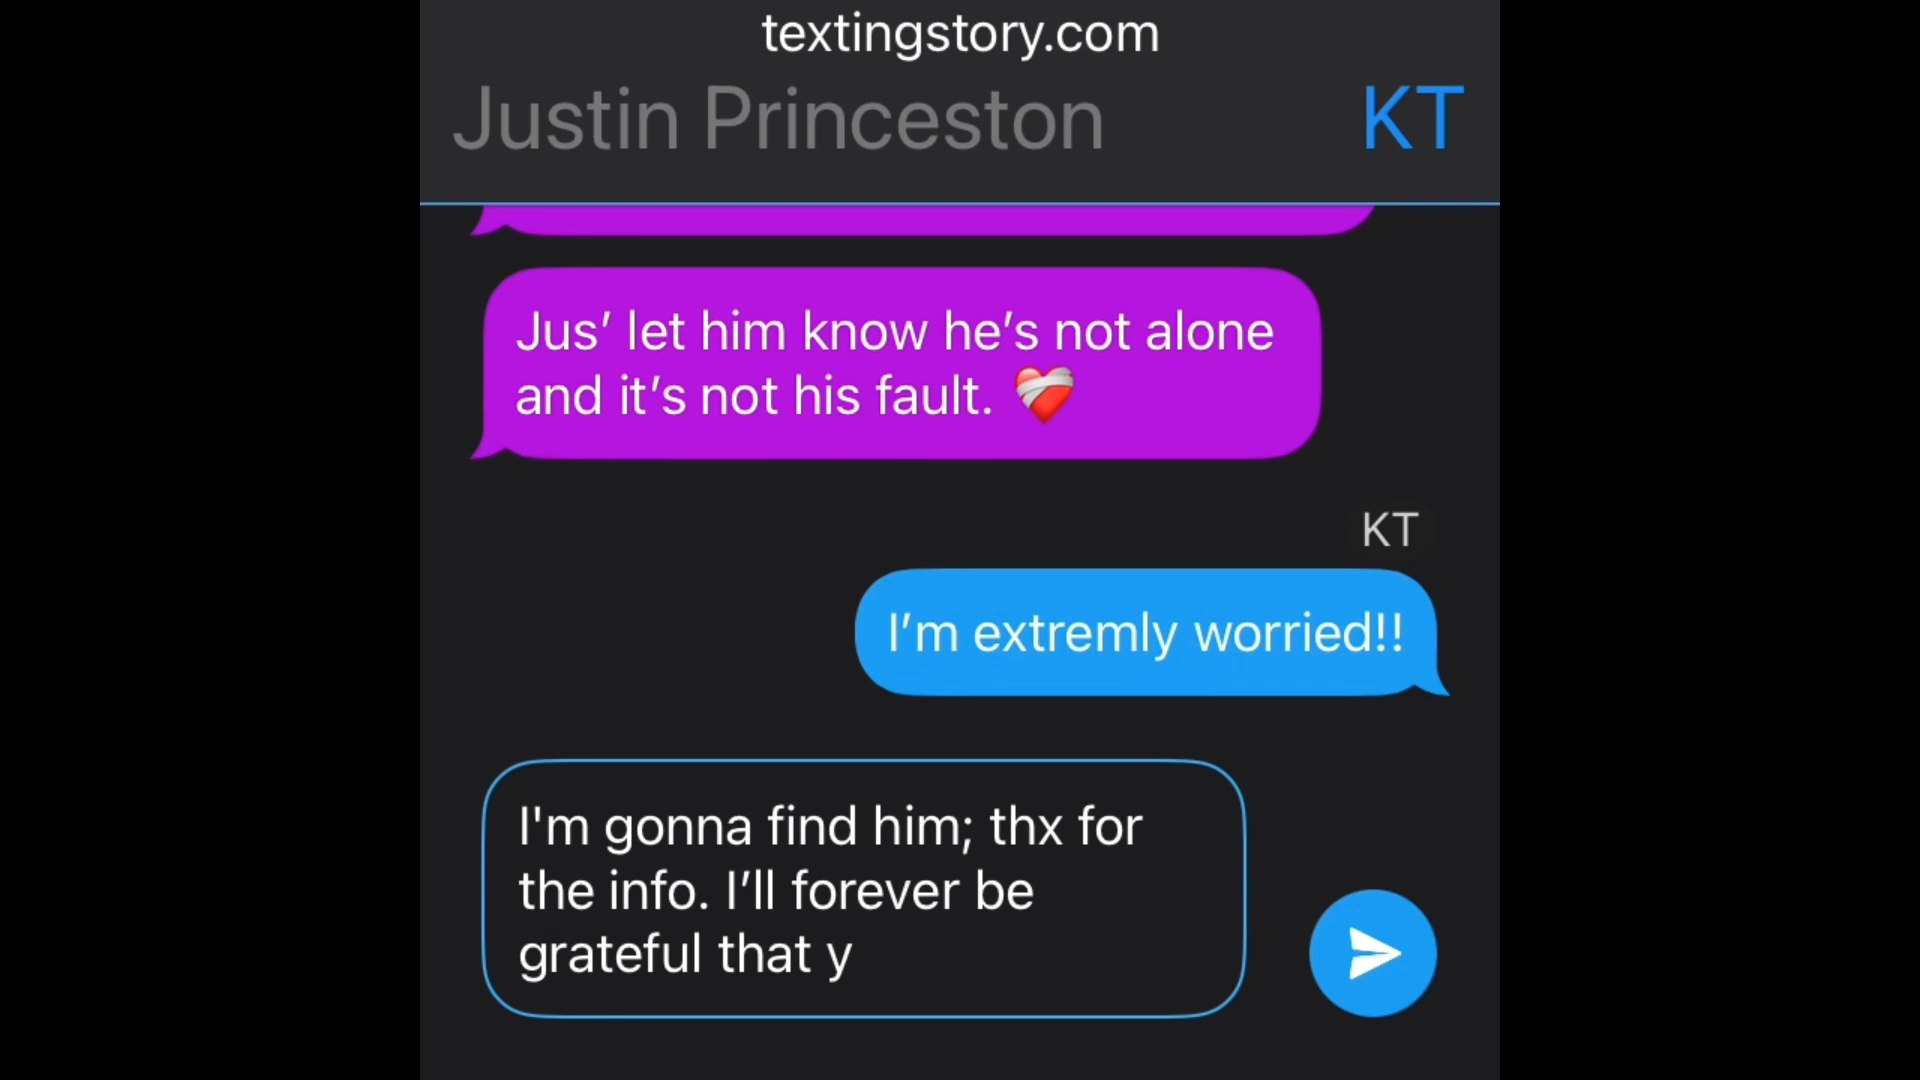 textingstory.com
Justin Princeston KT
Jus’ let him know he’s not alone
and it’s not his fault. ❤️‍🩹
KT
I’m extremly worried!!
I'm gonna find him; thx for
the info. I’ll forever be
grateful that y